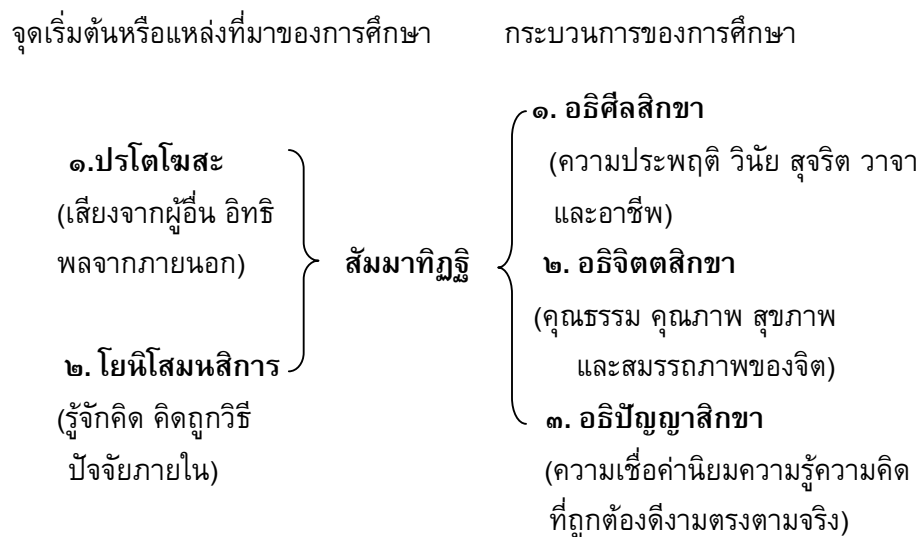 จุดเริ่มต้นหรือแหล่งที่มาของการศึกษา
๑.ปรโตโฆสะ
(เสียงจากผู้อื่น อิทธิ
พลจากภายนอก)
๒. โยนิโสมนสิการ
(รู้จักคิด คิดถูกวิธี
ปัจจัยภายใน)
สัมมาทิฏฐิ
กระบวนการของการศึกษา
๑. อธิศีลสิกขา
(ความประพฤติ วินัย สุจริต วาจา
และอาชีพ)
๒. อธิจิตตสิกขา
(คุณธรรม คุณภาพ สุขภาพ
และสมรรถภาพของจิต)
๓. อธิปัญญาสิกขา
(ความเชื่อค่านิยมความรู้ความคิด
ที่ถูกต้องดีงามตรงตามจริง)